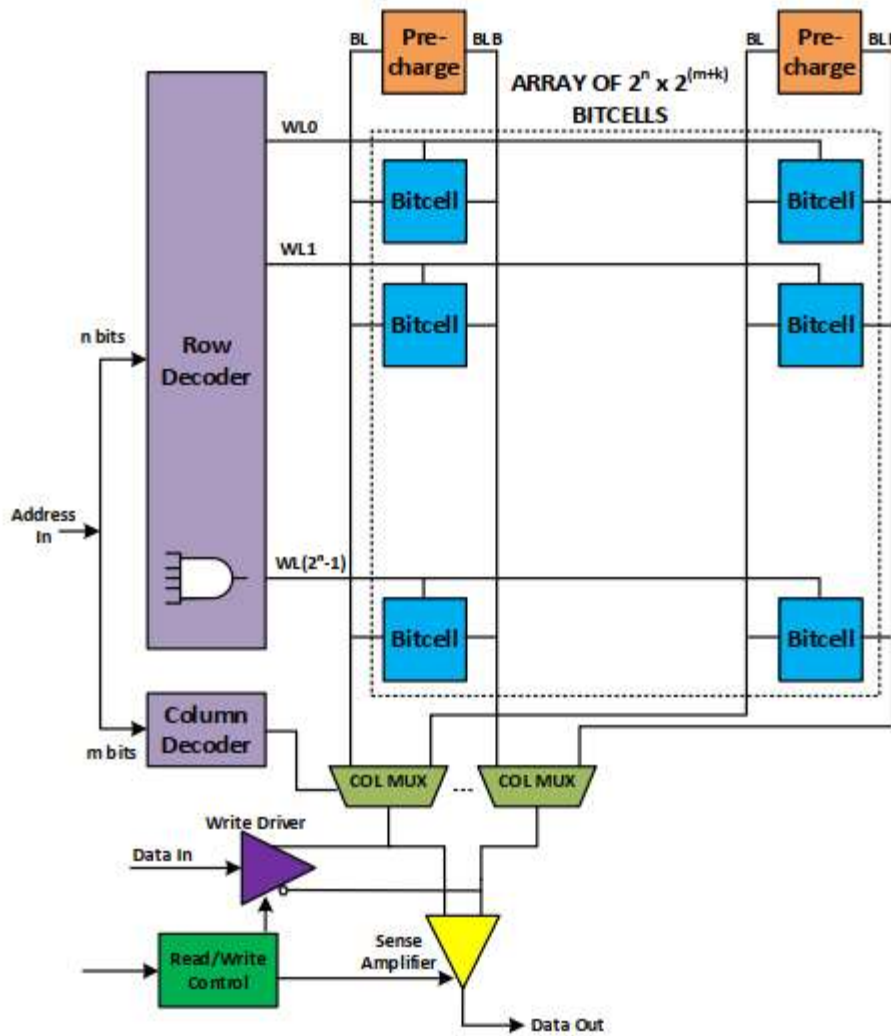 BL
Pre-
charge
BLB
BL
Pre-
charge
ARRAY OF 2ⁿ x 2⁽ᵐ⁺ᵏ⁾
BITCELLS
WL0
Bitcell
Bitcell
WL1
Bitcell
Bitcell
n bits
Row
Decoder
Address
In
WL(2ⁿ-1)
Bitcell
Bitcell
Column
Decoder
m bits
COL MUX
....
COL MUX
Write Driver
Data In
Sense
Amplifier
Read/Write
Control
Data Out